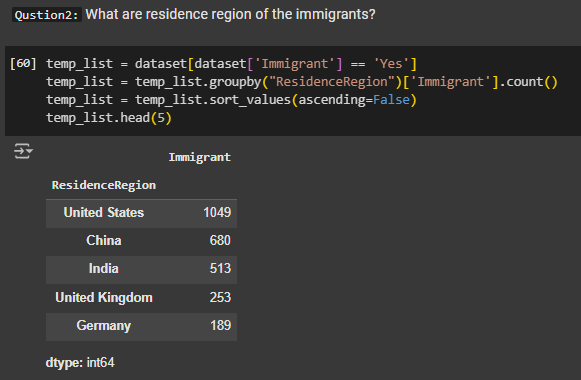 Qustion2: What are residence region of the immigrants?
[60] temp_list = dataset[dataset['Immigrant'] == 'Yes']
temp_list = temp_list.groupby("ResidenceRegion")['Immigrant'].count()
temp_list = temp_list.sort_values(ascending=False)
temp_list.head(5)
Immigrant
ResidenceRegion
United States 1049
China 680
India 513
United Kingdom 253
Germany 189
dtype: int64